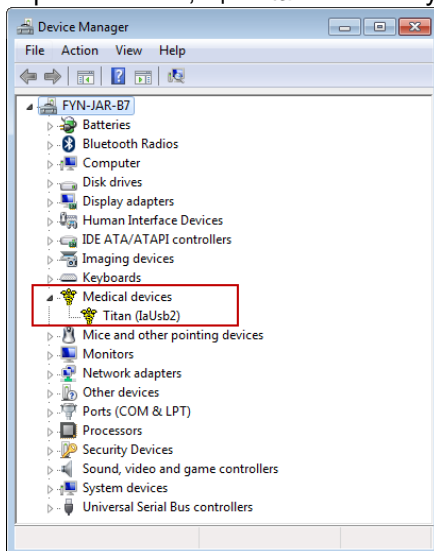 Device Manager
File Action View Help
FYN-JAR-B7
Batteries
Bluetooth Radios
Computer
Disk drives
Display adapters
Human Interface Devices
IDE ATA/ATAPI controllers
Imaging devices
Keyboards
Medical devices
Titan (IaUsb2)
Mice and other pointing devices
Monitors
Network adapters
Other devices
Ports (COM & LPT)
Processors
Security Devices
Sound, video and game controllers
System devices
Universal Serial Bus controllers